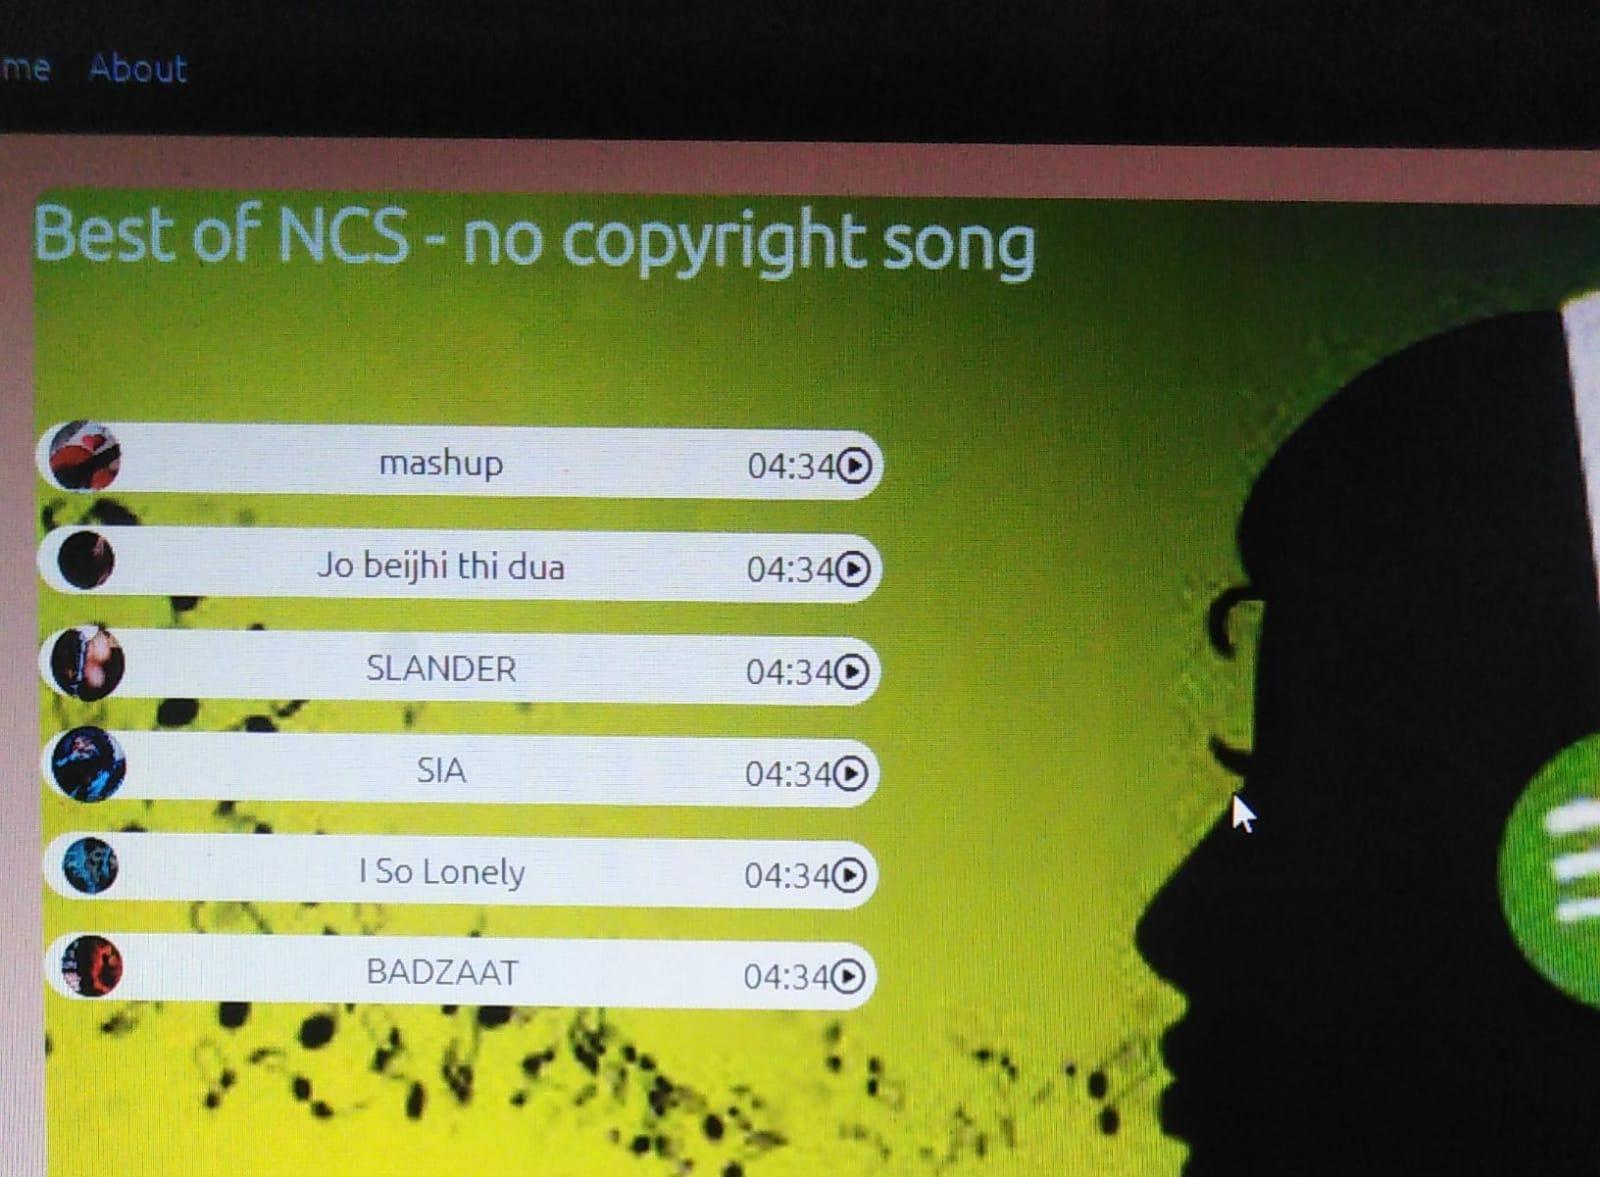 me About
Best of NCS - no copyright song
mashup 04:34
Jo beijhi thi dua 04:34
SLANDER 04:34
SIA 04:34
I So Lonely 04:34
BADZAAT 04:34